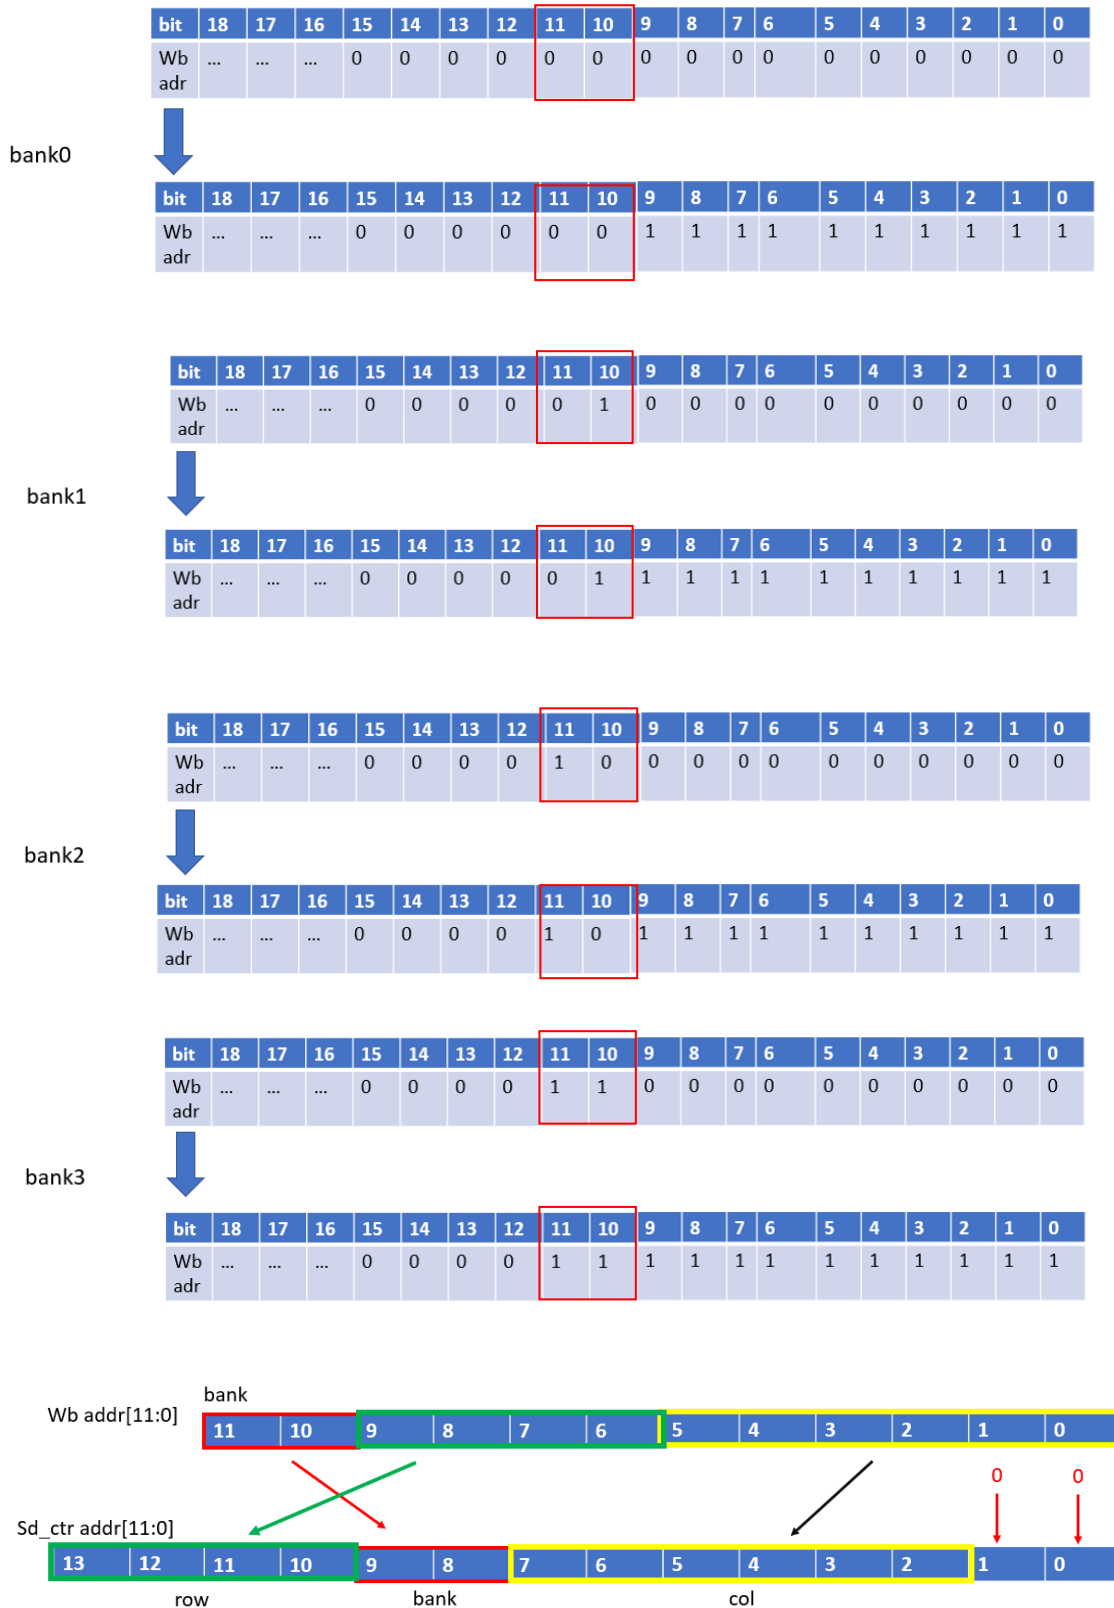 bit 18 17 16 15 14 13 12 11 10 9 8 7 6 5 4 3 2 1 0
Wb adr ... ... ... 0 0 0 0 0 0 0 0 0 0 0 0 0 0 0 0
bank0
bit 18 17 16 15 14 13 12 11 10 9 8 7 6 5 4 3 2 1 0
Wb adr ... ... ... 0 0 0 0 0 0 1 1 1 1 1 1 1 1 1 1
bit 18 17 16 15 14 13 12 11 10 9 8 7 6 5 4 3 2 1 0
Wb adr ... ... ... 0 0 0 0 0 1 0 0 0 0 0 0 0 0 0 0
bank1
bit 18 17 16 15 14 13 12 11 10 9 8 7 6 5 4 3 2 1 0
Wb adr ... ... ... 0 0 0 0 0 1 1 1 1 1 1 1 1 1 1 1
bit 18 17 16 15 14 13 12 11 10 9 8 7 6 5 4 3 2 1 0
Wb adr ... ... ... 0 0 0 0 1 0 0 0 0 0 0 0 0 0 0 0
bank2
bit 18 17 16 15 14 13 12 11 10 9 8 7 6 5 4 3 2 1 0
Wb adr ... ... ... 0 0 0 0 1 0 1 1 1 1 1 1 1 1 1 1
bit 18 17 16 15 14 13 12 11 10 9 8 7 6 5 4 3 2 1 0
Wb adr ... ... ... 0 0 0 0 1 1 0 0 0 0 0 0 0 0 0 0
bank3
bit 18 17 16 15 14 13 12 11 10 9 8 7 6 5 4 3 2 1 0
Wb adr ... ... ... 0 0 0 0 1 1 1 1 1 1 1 1 1 1 1 1
bank
Wb addr[11:0]
11 10 9 8 7 6 5 4 3 2 1 0
0 0
Sd_ctr addr[11:0]
13 12 11 10 9 8 7 6 5 4 3 2 1 0
row bank col